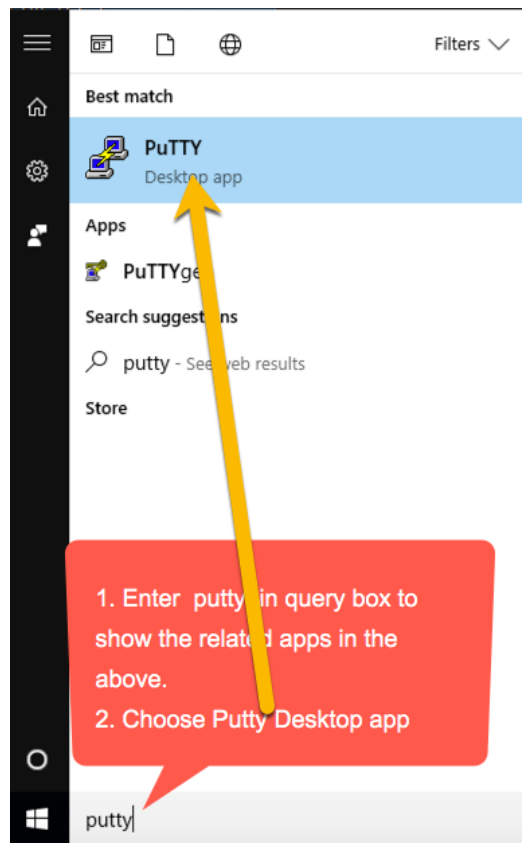 Filters
Best match
PuTTY
Desktop app
Apps
PuTTYge
Search suggestions
putty - See web results
Store
1. Enter putty in query box to
show the related apps in the
above.
2. Choose Putty Desktop app
putty